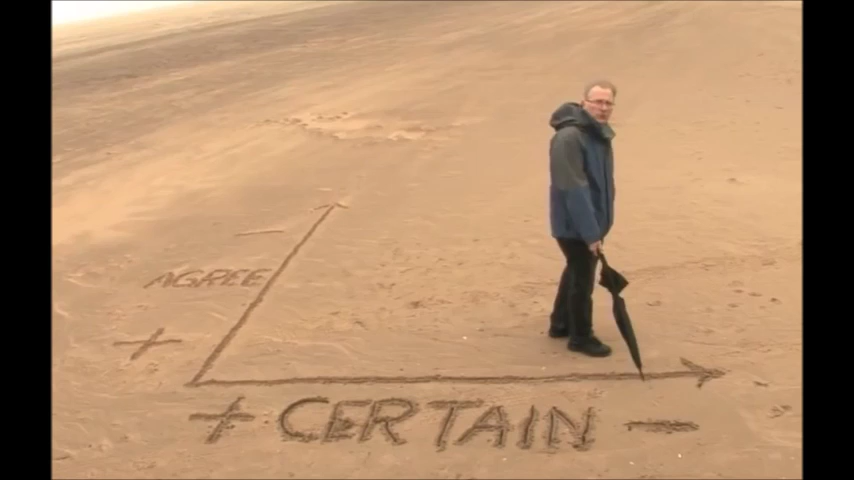 −
AGREE
+
+ CERTAIN −